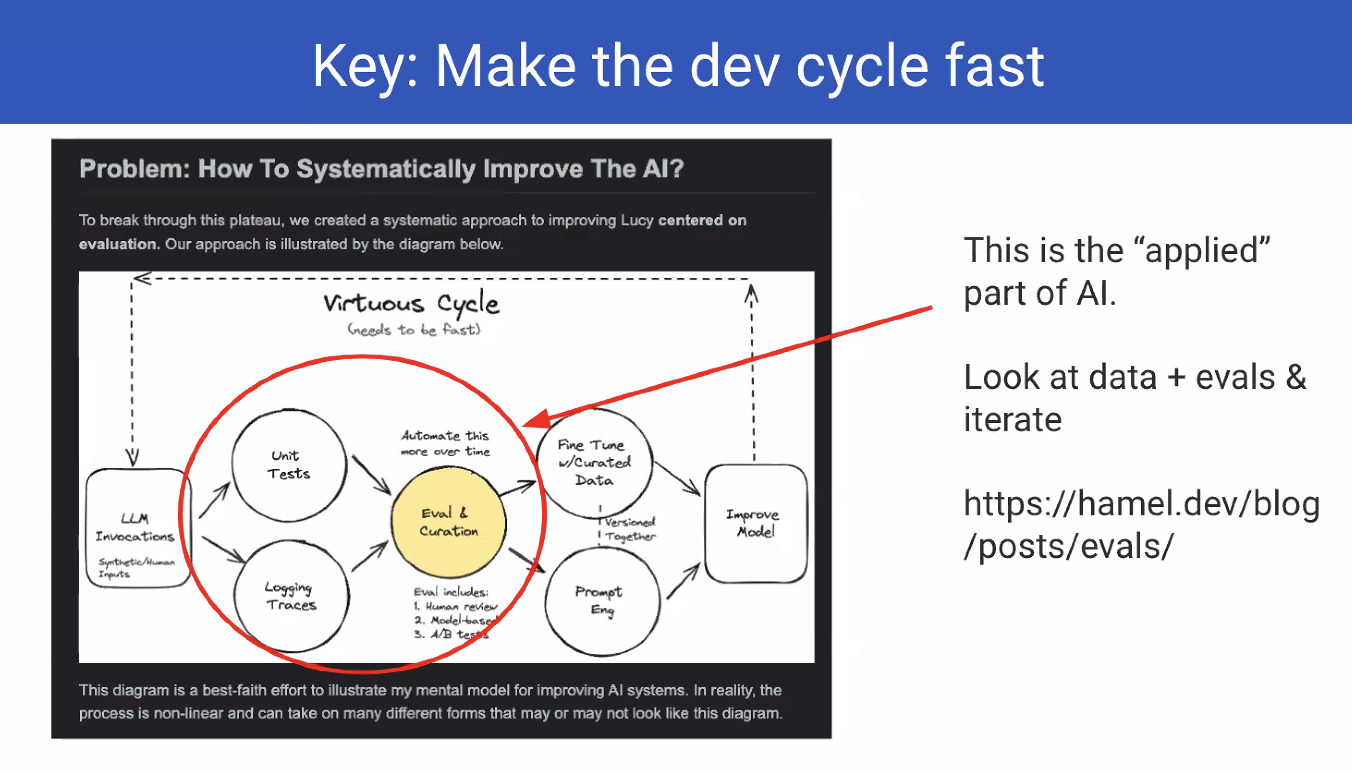 Key: Make the dev cycle fast
Problem: How To Systematically Improve The AI?
To break through this plateau, we created a systematic approach to improving Lucy centered on
evaluation. Our approach is illustrated by the diagram below.
Virtuous Cycle
(needs to be fast)
LLM
Invocations
Synthetic/Human
Inputs
Unit
Tests
Logging
Traces
Automate this
more over time
Eval &
Curation
Eval includes:
1. Human review
2. Model-based
3. A/B tests
Fine Tune
w/Curated
Data
Versioned
Together
Prompt
Eng
Improve
Model
This diagram is a best-faith effort to illustrate my mental model for improving AI systems. In reality, the
process is non-linear and can take on many different forms that may or may not look like this diagram.
This is the “applied”
part of AI.
Look at data + evals &
iterate
https://hamel.dev/blog
/posts/evals/